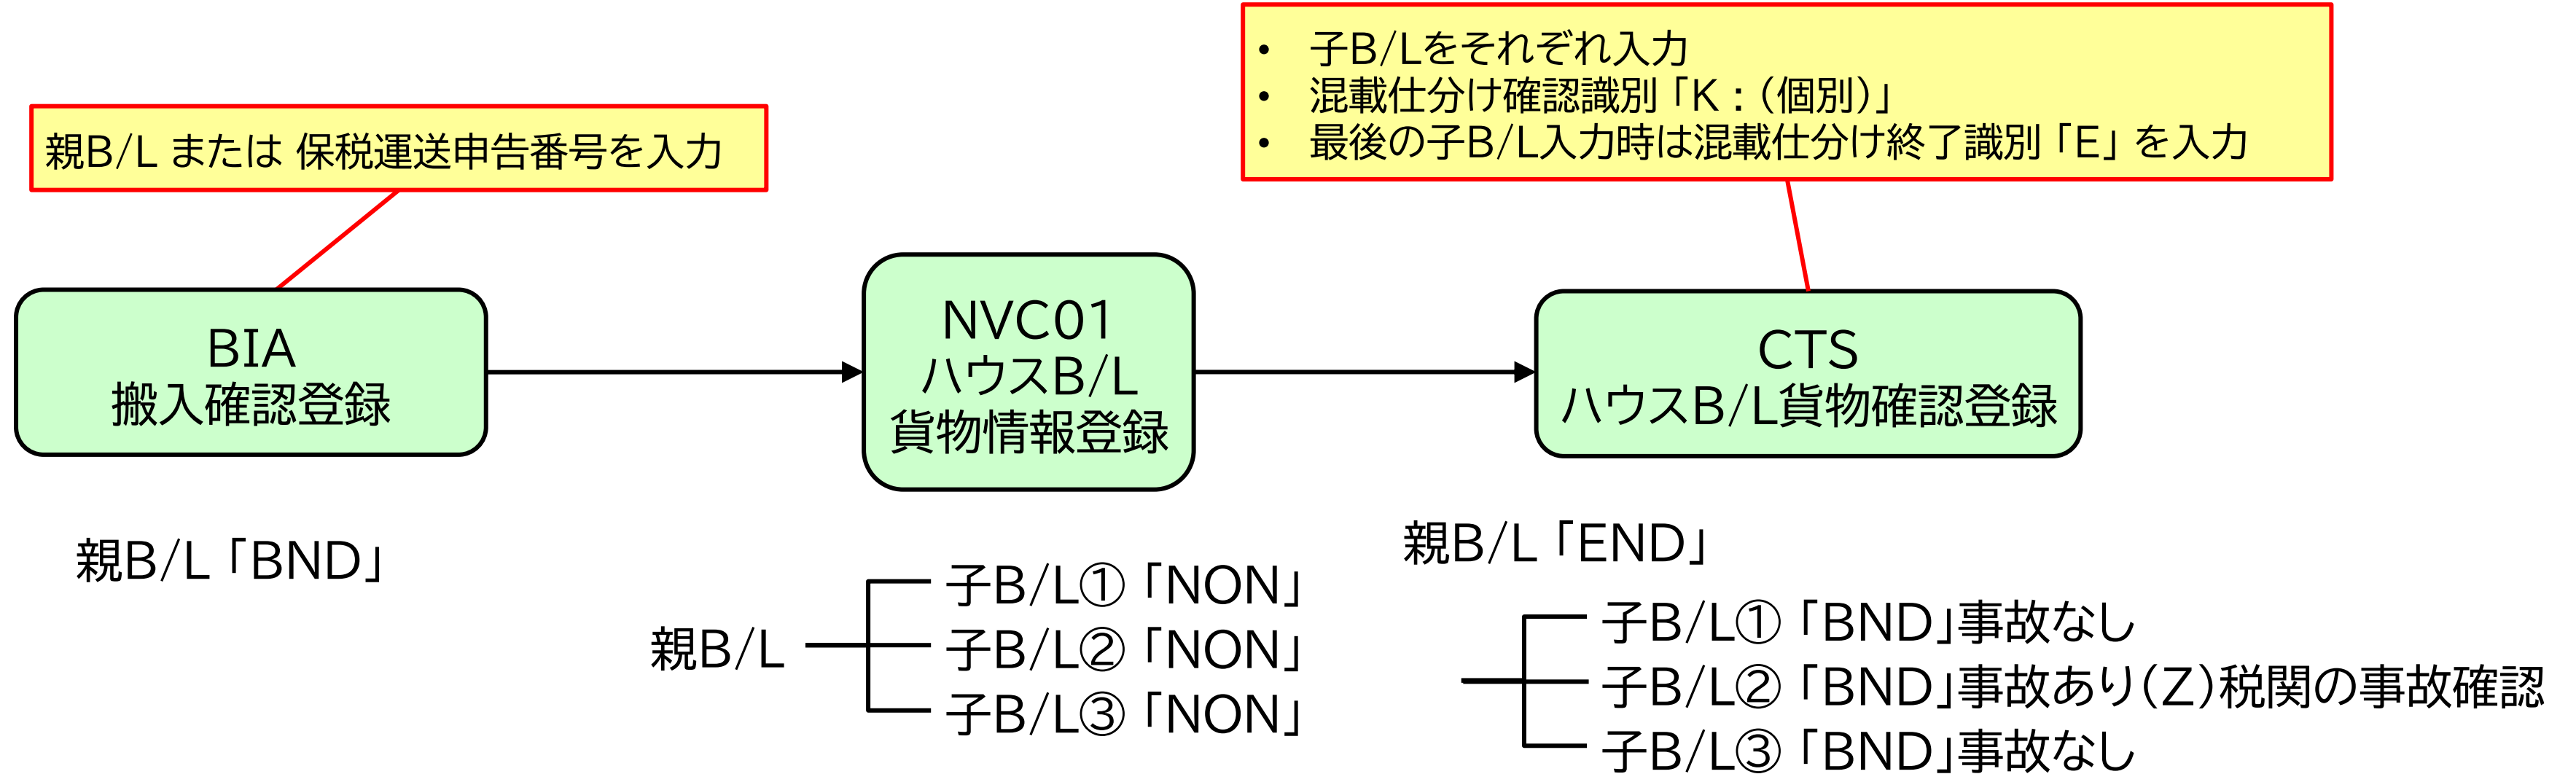 親B/L または 保税運送申告番号を入力
• 子B/Lをそれぞれ入力
• 混載仕分け確認識別「K：(個別)」
• 最後の子B/L入力時は混載仕分け終了識別「E」を入力
BIA
搬入確認登録
NVC01
ハウスB/L
貨物情報登録
CTS
ハウスB/L貨物確認登録
親B/L「BND」
親B/L
子B/L①「NON」
子B/L②「NON」
子B/L③「NON」
親B/L「END」
子B/L①「BND」事故なし
子B/L②「BND」事故あり(Z)税関の事故確認
子B/L③「BND」事故なし